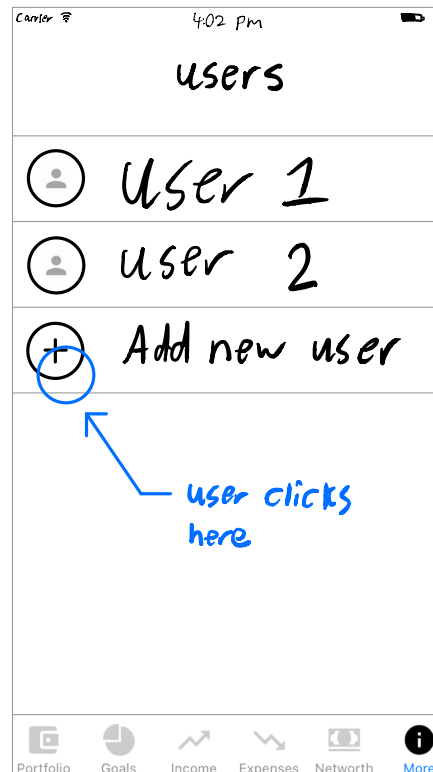 Carrier
4:02 pm
users
User 1
user 2
Add new user
user clicks
here
Portfolio Goals Income Expenses Networth More